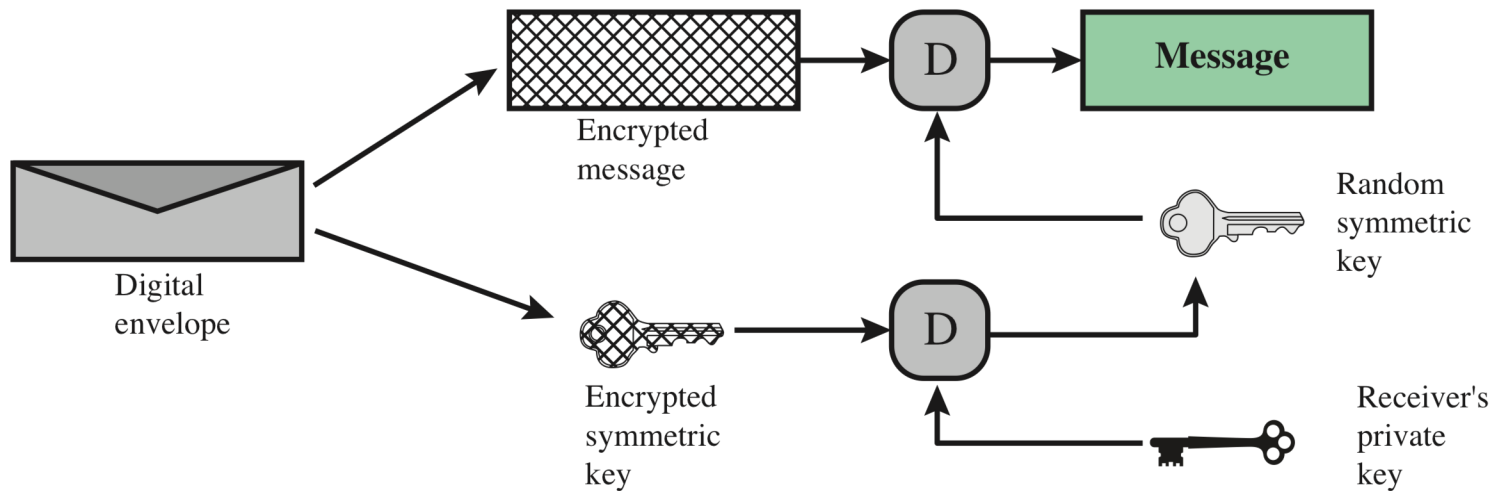 Encrypted
message
D
Message
Digital
envelope
Random
symmetric
key
Encrypted
symmetric
key
D
Receiver's
private
key